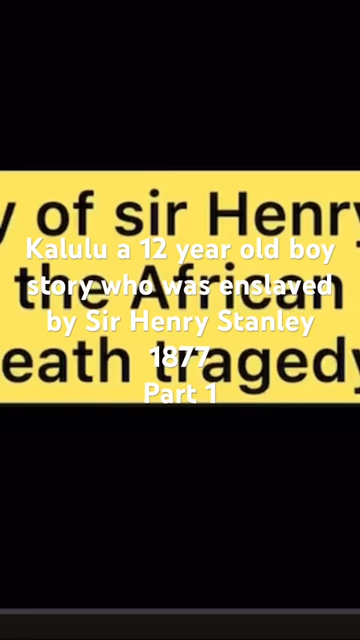 y of sir Henry
the African
eath tragedy
Kalulu a 12 year old boy
story who was enslaved
by Sir Henry Stanley
1877
Part 1